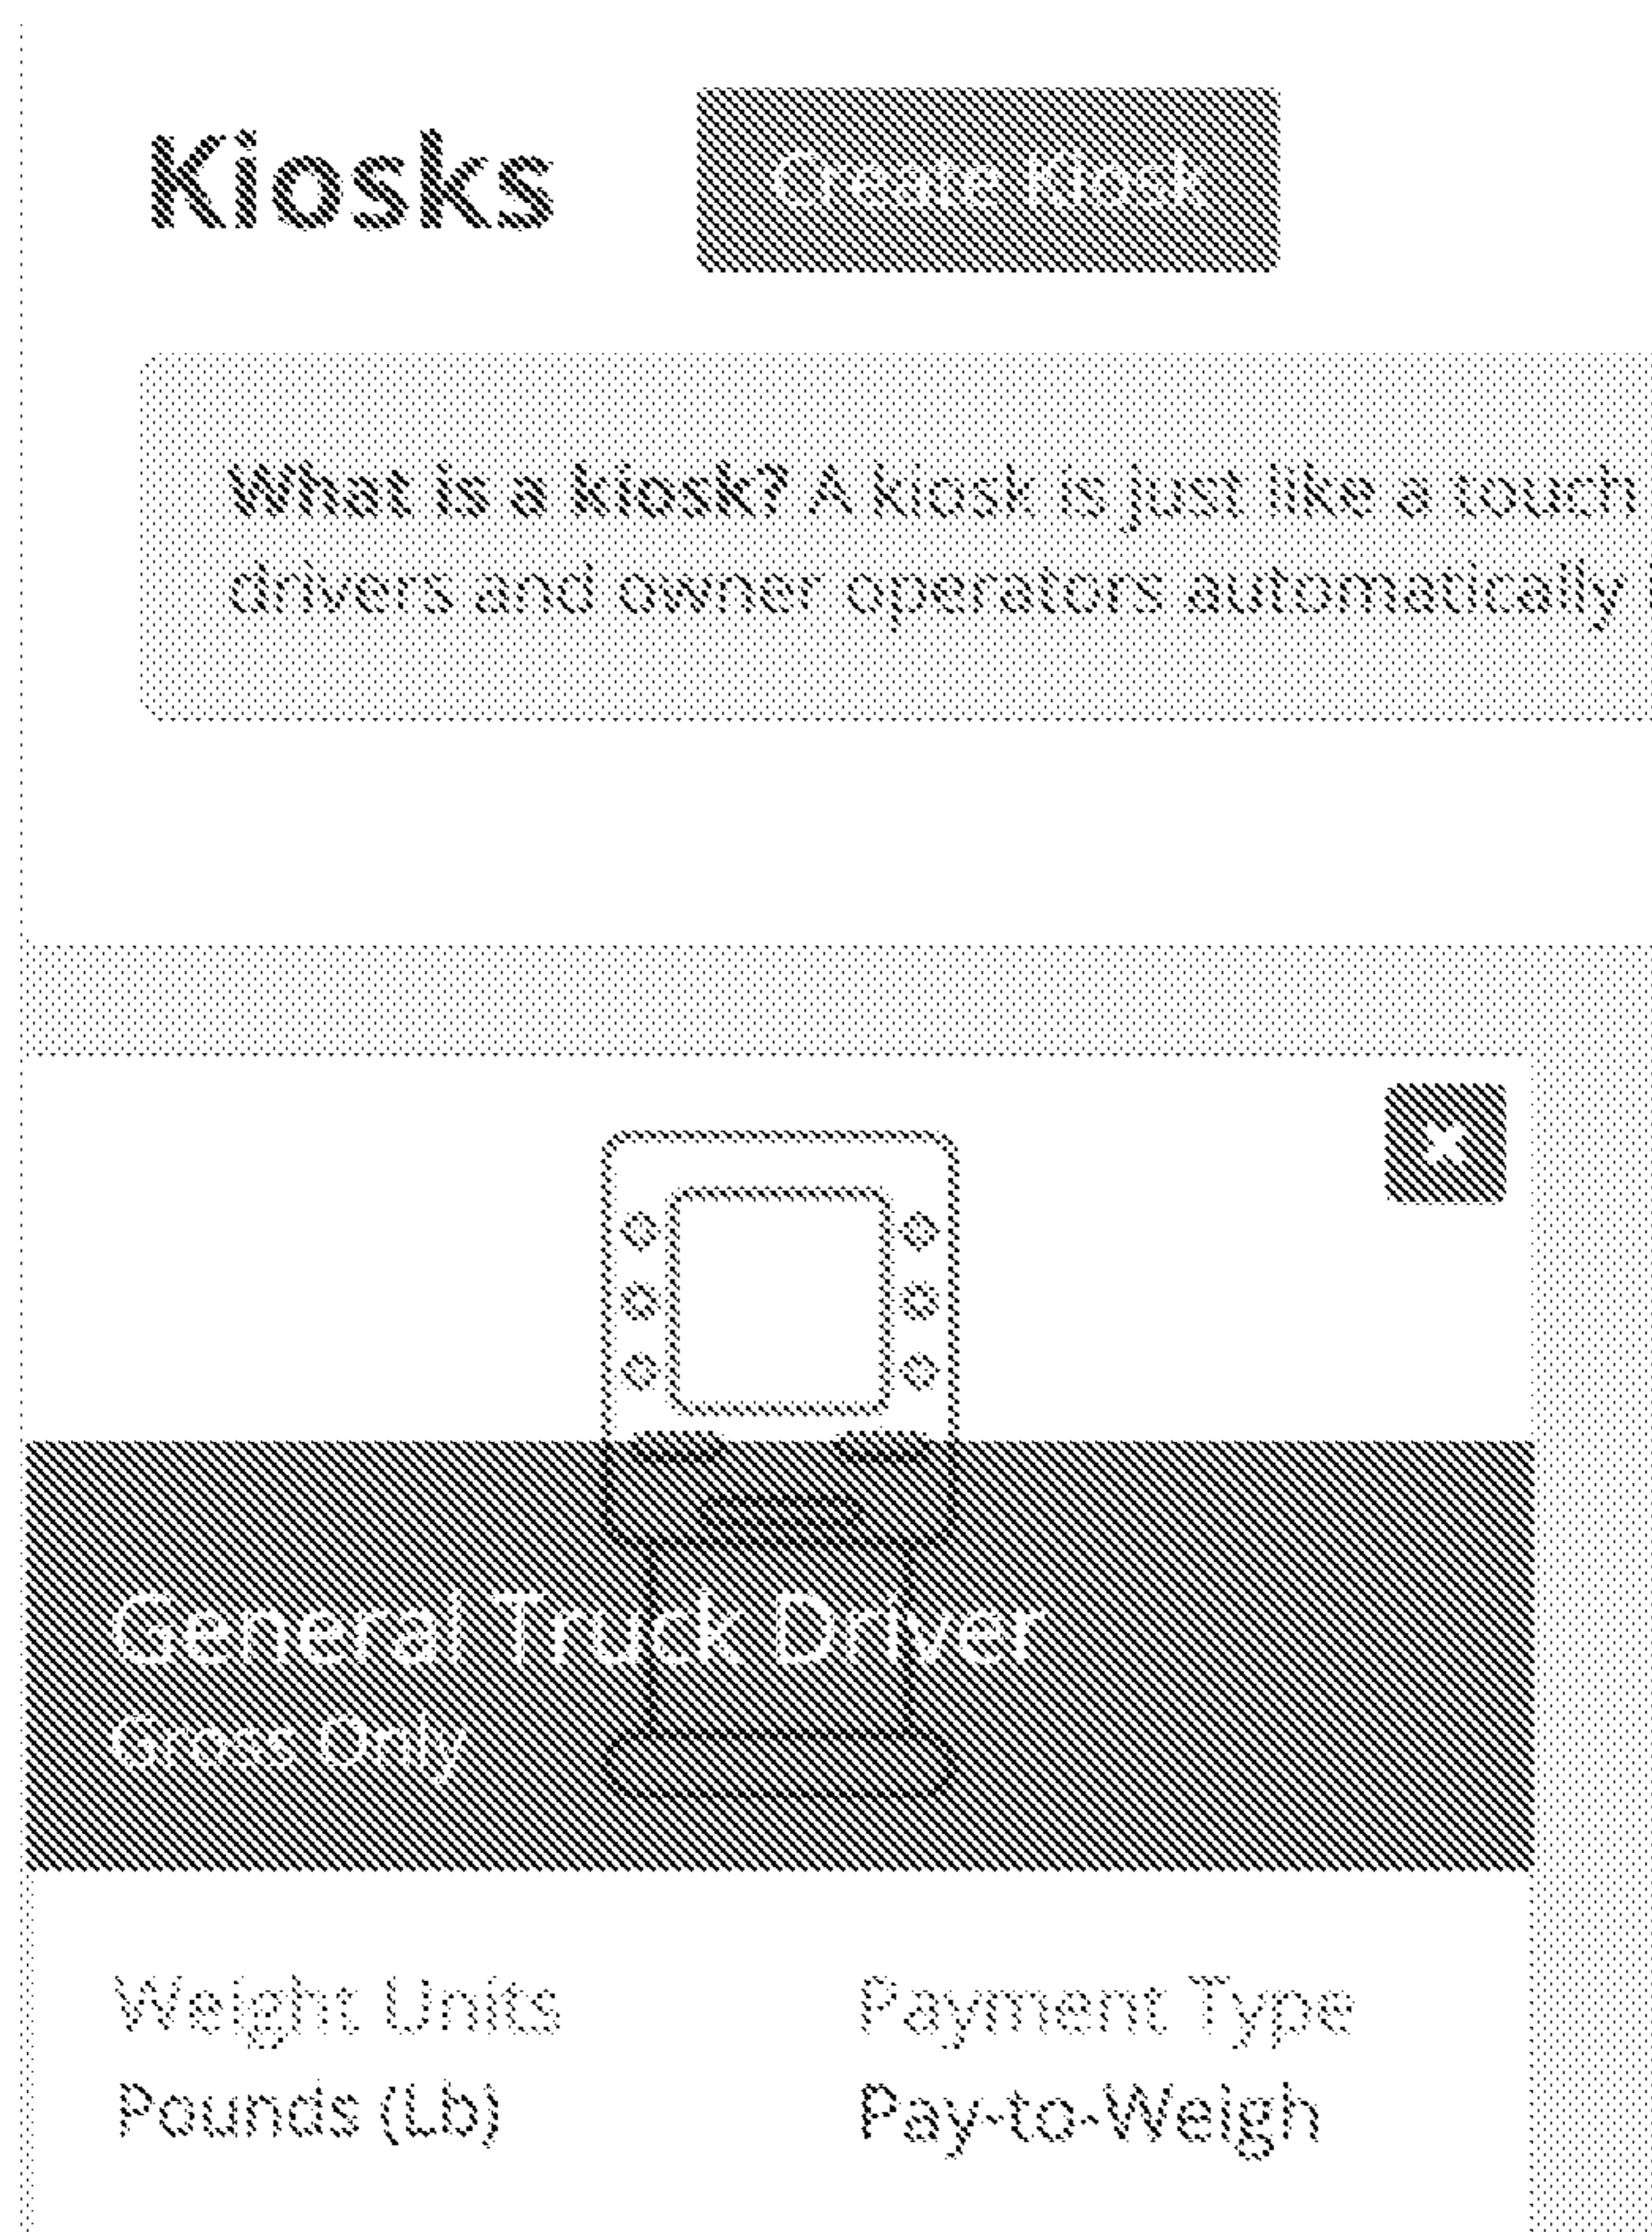 Kiosks
Create Kiosk
What is a kiosk? A kiosk is just like a touch
drivers and owner operators automatically
General Truck Driver
Gross Only
Weight Units
Payment Type
Pounds (Lb)
Pay-to-Weigh